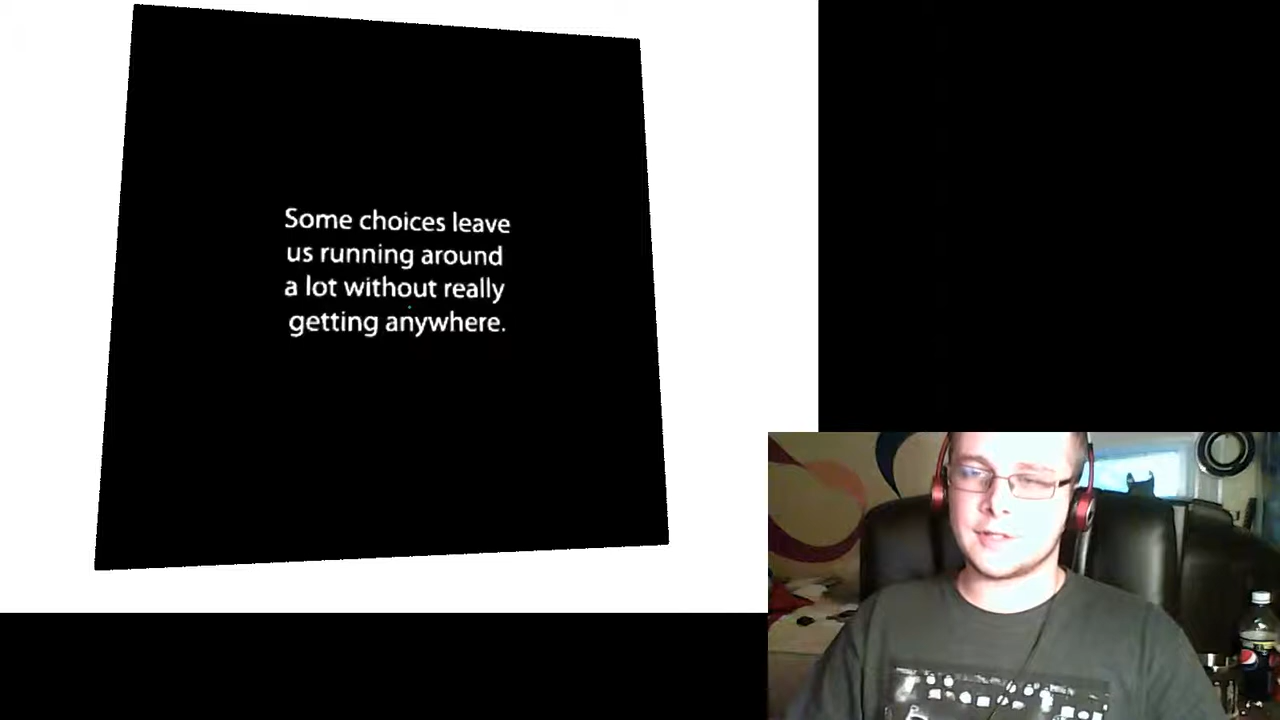 Some choices leave
us running around
a lot without really
getting anywhere.